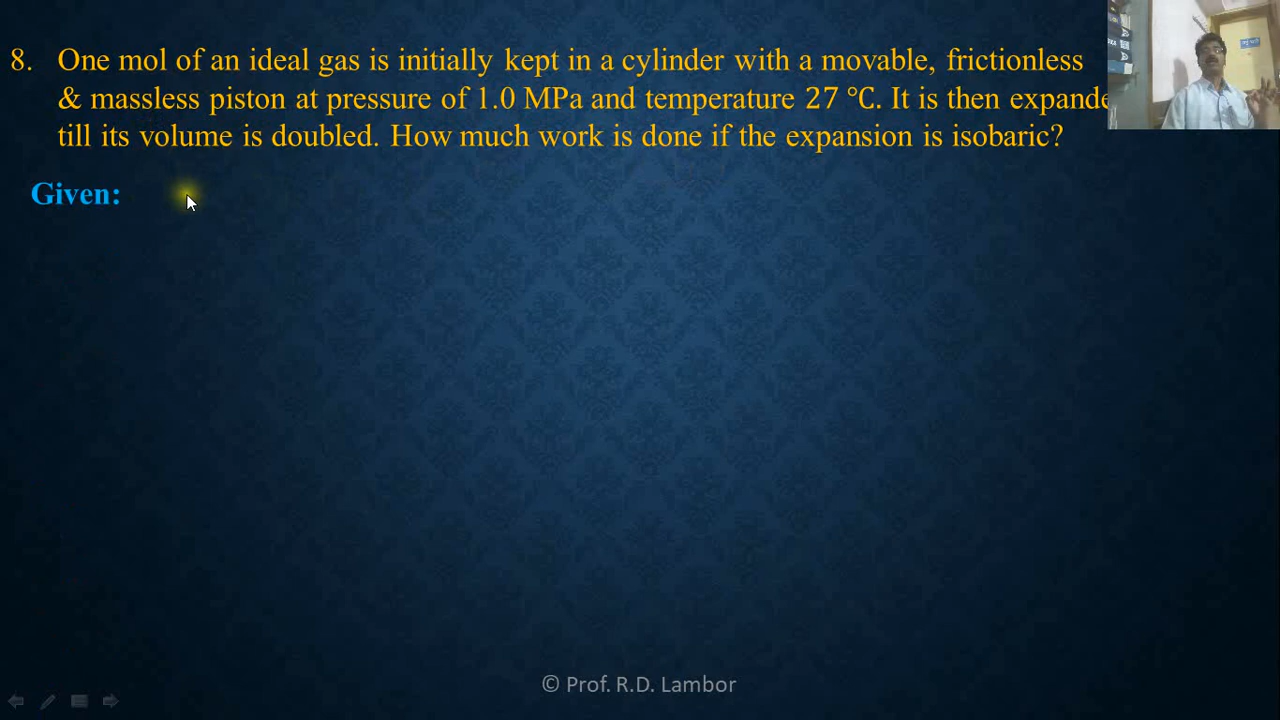 8. One mol of an ideal gas is initially kept in a cylinder with a movable, frictionless
& massless piston at pressure of 1.0 MPa and temperature 27 °C. It is then expande
till its volume is doubled. How much work is done if the expansion is isobaric?
Given:
© Prof. R.D. Lambor